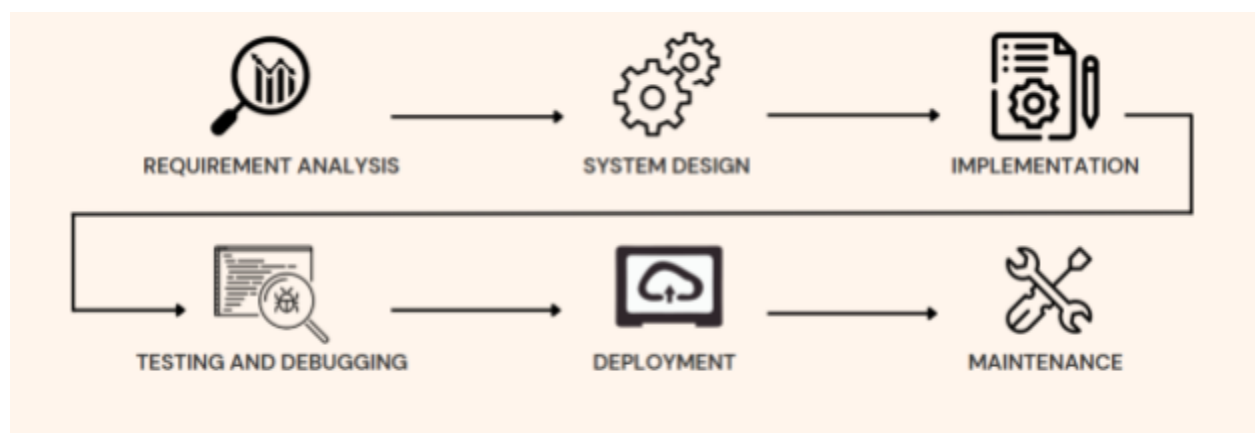 REQUIREMENT ANALYSIS
SYSTEM DESIGN
IMPLEMENTATION
TESTING AND DEBUGGING
DEPLOYMENT
MAINTENANCE